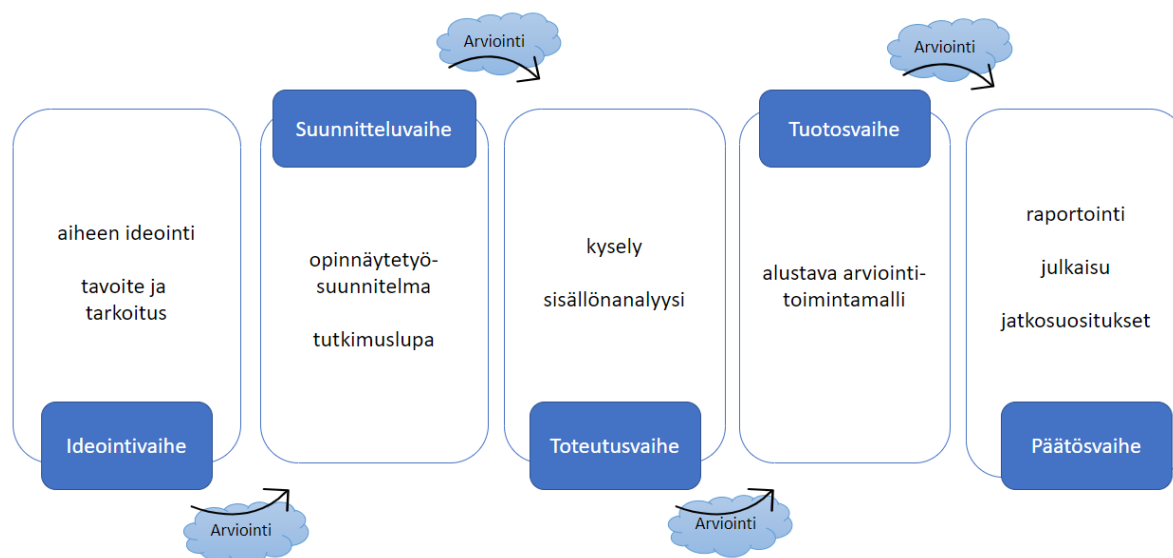 aiheen ideointi
tavoite ja
tarkoitus
Ideointivaihe
Arviointi
Suunnitteluvaihe
opinnäytetyö-
suunnitelma
tutkimuslupa
Arviointi
kysely
sisällönanalyysi
Toteutusvaihe
Arviointi
Tuotosvaihe
alustava arviointi-
toimintamalli
Arviointi
raportointi
julkaisu
jatkosuositukset
Päätösvaihe